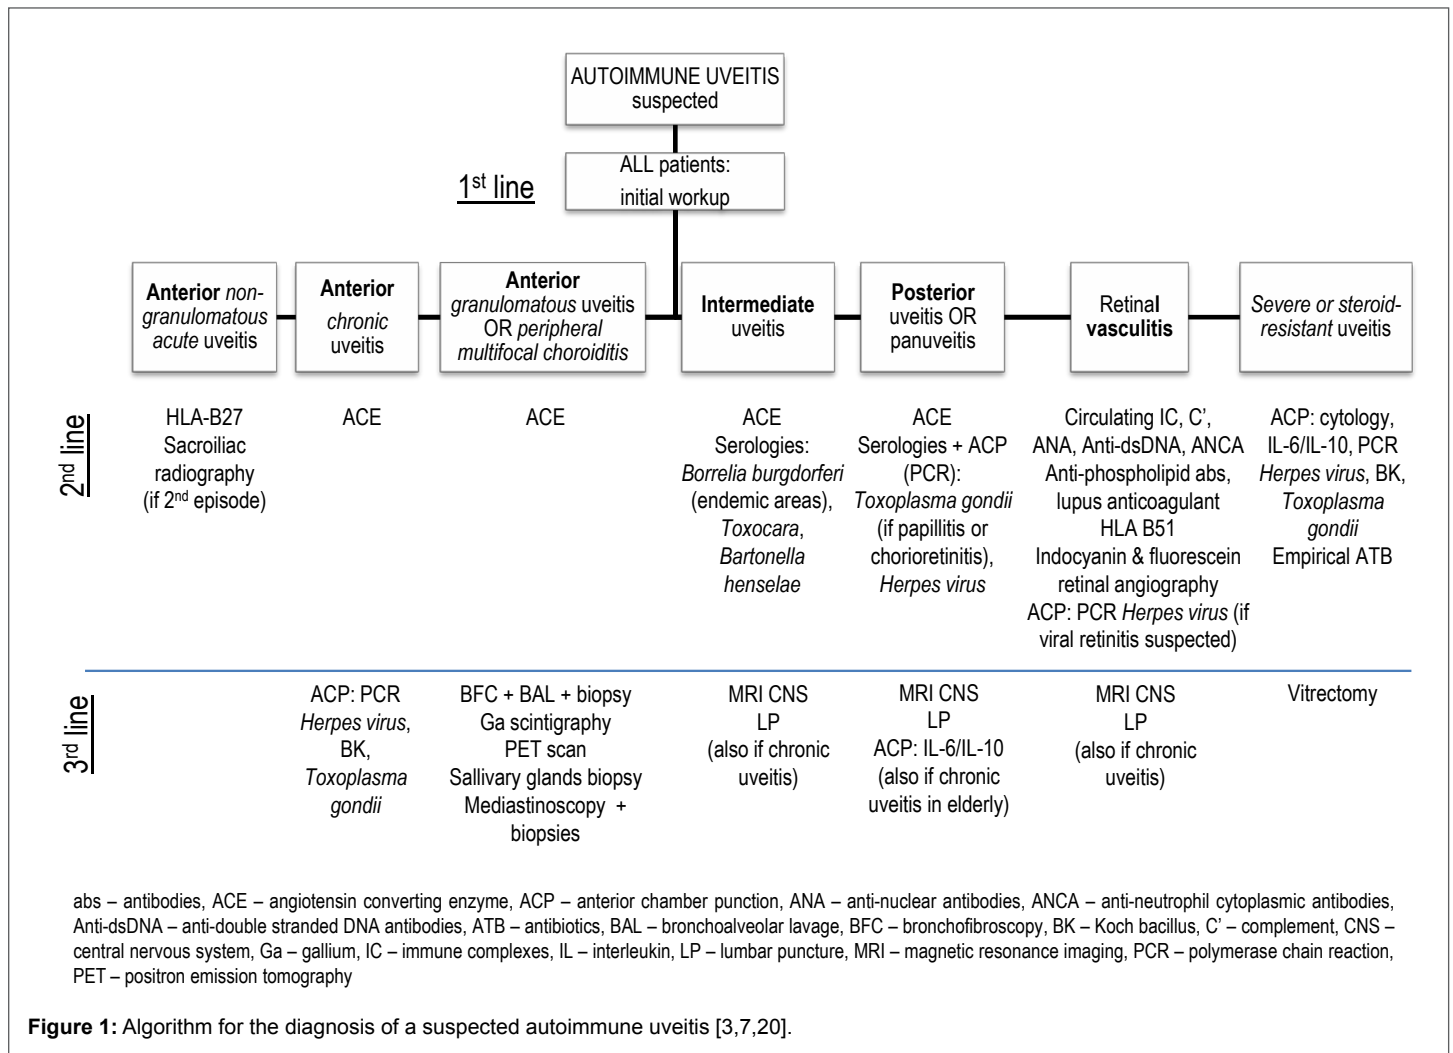 AUTOIMMUNE UVEITIS
suspected
ALL patients:
initial workup
1st line
Anterior non-
granulomatous
acute uveitis
Anterior
chronic
uveitis
Anterior
granulomatous uveitis
OR peripheral
multifocal choroiditis
Intermediate
uveitis
Posterior
uveitis OR
panuveitis
Retinal
vasculitis
Severe or steroid-
resistant uveitis
2nd line
HLA-B27
Sacroiliac
radiography
(if 2nd episode)
ACE
ACE
ACE
Serologies:
Borrelia burgdorferi
(endemic areas),
Toxocara,
Bartonella
henselae
ACE
Serologies + ACP
(PCR):
Toxoplasma gondii
(if papillitis or
chorioretinitis),
Herpes virus
Circulating IC, C’,
ANA, Anti-dsDNA, ANCA
Anti-phospholipid abs,
lupus anticoagulant
HLA B51
Indocyanin & fluorescein
retinal angiography
ACP: PCR Herpes virus (if
viral retinitis suspected)
ACP: cytology,
IL-6/IL-10, PCR
Herpes virus, BK,
Toxoplasma
gondii
Empirical ATB
3rd line
ACP: PCR
Herpes virus,
BK,
Toxoplasma
gondii
BFC + BAL + biopsy
Ga scintigraphy
PET scan
Sallivary glands biopsy
Mediastinoscopy +
biopsies
MRI CNS
LP
(also if chronic
uveitis)
MRI CNS
LP
ACP: IL-6/IL-10
(also if chronic
uveitis in elderly)
MRI CNS
LP
(also if chronic
uveitis)
Vitrectomy
abs – antibodies, ACE – angiotensin converting enzyme, ACP – anterior chamber punction, ANA – anti-nuclear antibodies, ANCA – anti-neutrophil cytoplasmic antibodies,
Anti-dsDNA – anti-double stranded DNA antibodies, ATB – antibiotics, BAL – bronchoalveolar lavage, BFC – bronchofibroscopy, BK – Koch bacillus, C’ – complement, CNS –
central nervous system, Ga – gallium, IC – immune complexes, IL – interleukin, LP – lumbar puncture, MRI – magnetic resonance imaging, PCR – polymerase chain reaction,
PET – positron emission tomography
Figure 1: Algorithm for the diagnosis of a suspected autoimmune uveitis [3,7,20].